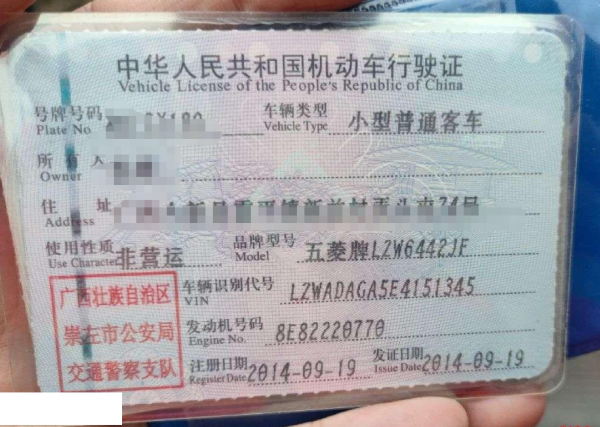 中华人民共和国机动车行驶证
Vehicle License of the People's Republic of China
号牌号码 车辆类型 小型普通客车
Plate No Vehicle Type
所有人
Owner
住址
Address
使用性质 非营运 品牌型号 五菱牌LZW6442JF
Use Character Model
广西壮族自治区
崇左市公安局
交通警察支队
车辆识别代号 LZWADAGA5E4151345
VIN
发动机号码 8E82220770
Engine No.
注册日期 2014-09-19 发证日期 2014-09-19
Register Date Issue Date